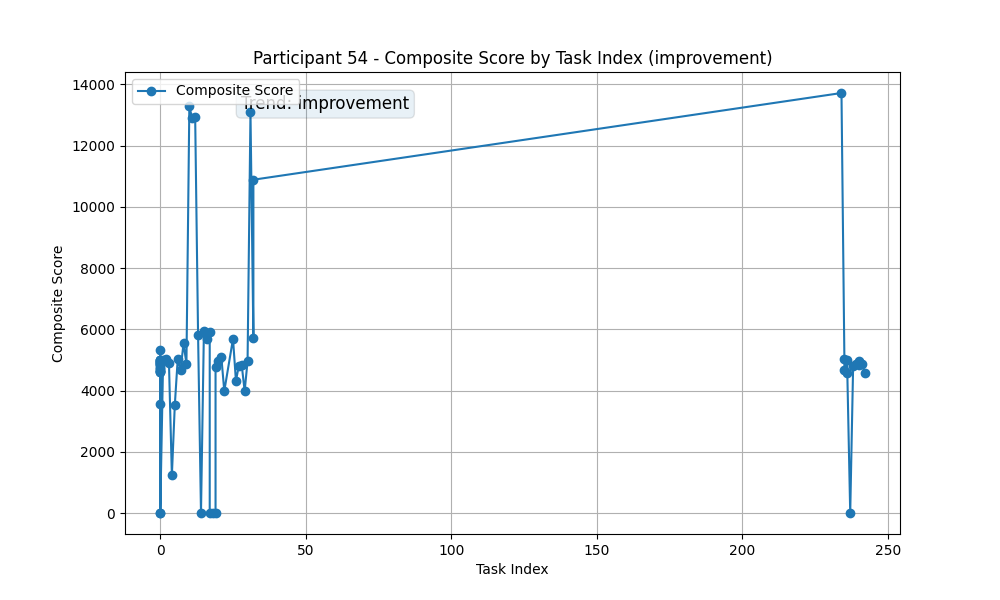 Participant 54 - Composite Score by Task Index (improvement)
Composite Score
Trend: improvement
14000
12000
10000
8000
6000
4000
2000
0
Composite Score
0 50 100 150 200 250
Task Index